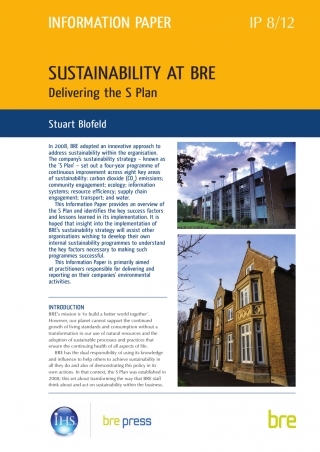 INFORMATION PAPER
IP 8/12
SUSTAINABILITY AT BRE
Delivering the S Plan
Stuart Blofeld
In 2008, BRE adopted an innovative approach to
address sustainability within the organisation.
The company's sustainability strategy – known as
the 'S Plan' – set out a four-year programme of
continuous improvement across eight key areas
of sustainability: carbon dioxide (CO2) emissions;
community engagement; ecology; information
systems; resource efficiency; supply chain
engagement; transport; and water.
This Information Paper provides an overview of
the S Plan and identifies the key success factors
and lessons learned in its implementation. It is
hoped that insight into the implementation of
BRE's sustainability strategy will assist other
organisations wishing to develop their own
internal sustainability programmes to understand
the key factors necessary to making such
programmes successful.
This Information Paper is primarily aimed
at practitioners responsible for delivering and
reporting on their companies' environmental
activities.
INTRODUCTION
BRE's mission is 'to build a better world together'.
However, our planet cannot support the continued
growth of living standards and consumption without a
transformation in our use of natural resources and the
adoption of sustainable processes and practices that
ensure the continuing health of all aspects of life.
BRE has the dual responsibility of using its knowledge
and influence to help others to achieve sustainability in
all they do and also of demonstrating this policy in its
own actions. In that context, the S Plan was established in
2008; this set about transforming the way that BRE staff
think about and act on sustainability within the business.
IHS
bre press
bre